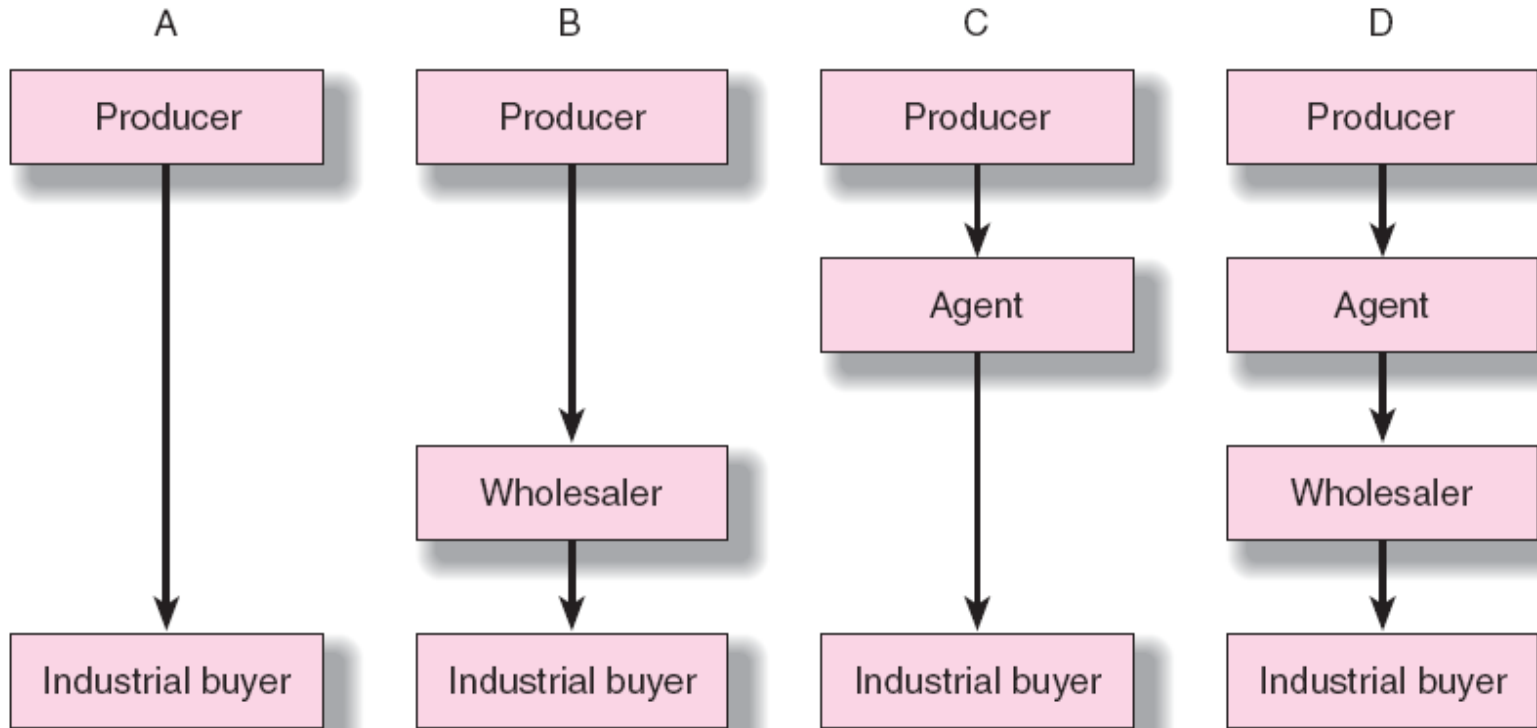 A
B
C
D
Producer
Producer
Producer
Producer
Agent
Agent
Wholesaler
Wholesaler
Industrial buyer
Industrial buyer
Industrial buyer
Industrial buyer